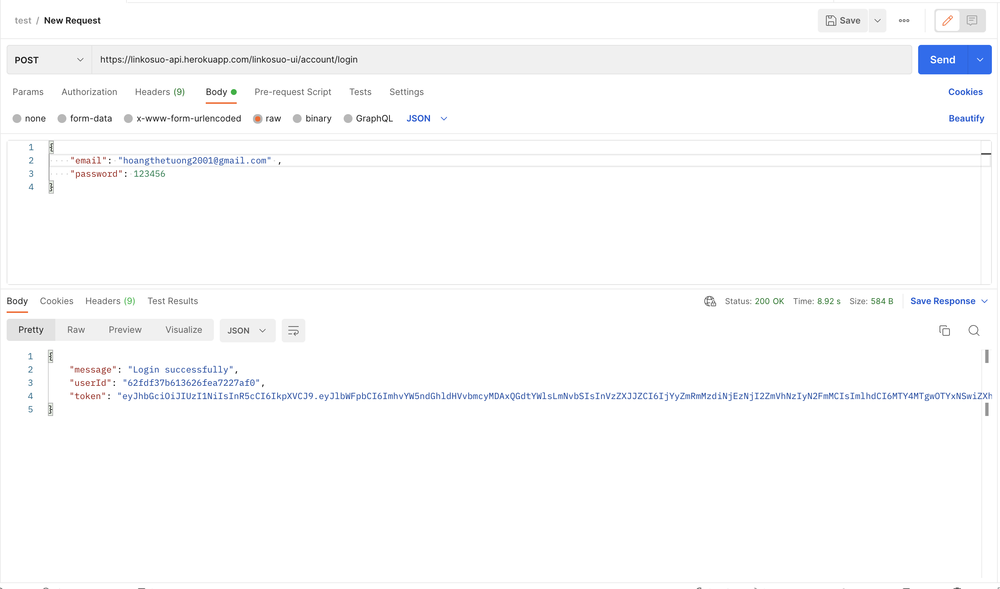 test / New Request
Save
POST
https://linkosuo-api.herokuapp.com/linkosuo-ui/account/login
Send
Params Authorization Headers (9) Body Pre-request Script Tests Settings Cookies
none form-data x-www-form-urlencoded raw binary GraphQL JSON Beautify
1 {
2 "email": "hoangthetuong2001@gmail.com" ,
3 "password": 123456
4 }
Body Cookies Headers (9) Test Results Status: 200 OK Time: 8.92 s Size: 584 B Save Response
Pretty Raw Preview Visualize JSON
1 {
2 "message": "Login successfully",
3 "userId": "62fdf37b613626fea7227af0",
4 "token": "eyJhbGciOiJIUzI1NiIsInR5cCI6IkpXVCJ9.eyJlbWFpbCI6ImhvYW5ndGhldHVvbmcyMDAxQGdtYWlsLmNvbSIsInVzZXJJZCI6IjYyZmRmMzdiNjEzNjI2ZmVhNzIyN2FmMCIsImlhdCI6MTY4MTgwOTYxNSwiZXh
5 }